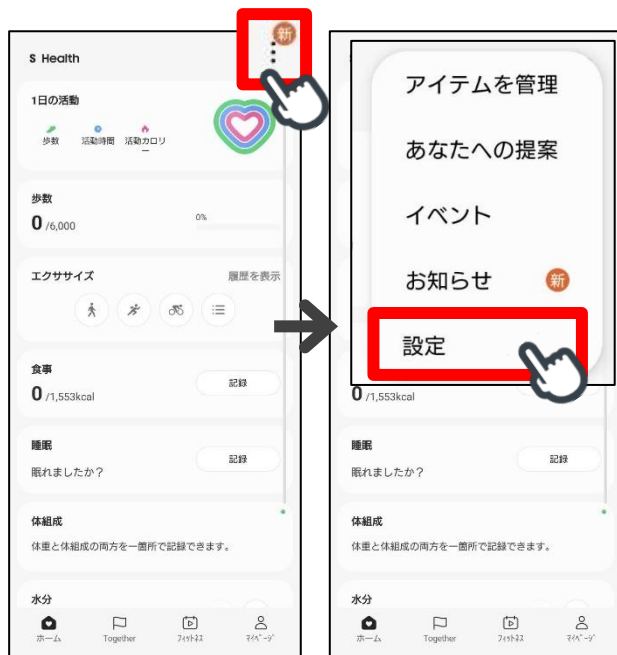 新
S Health
1日の活動
歩数
活動時間
活動カロリ
ー
歩数
0 /6,000
0%
エクササイズ
履歴を表示
食事
0 /1,553kcal
記録
睡眠
眠れましたか？
記録
体組成
体重と体組成の両方を一箇所で記録できます。
水分
ホーム
Together
フィットネス
マイページ
アイテムを管理
あなたへの提案
イベント
お知らせ
新
設定
0 /1,553kcal
睡眠
眠れましたか？
記録
体組成
体重と体組成の両方を一箇所で記録できます。
水分
ホーム
Together
フィットネス
マイページ